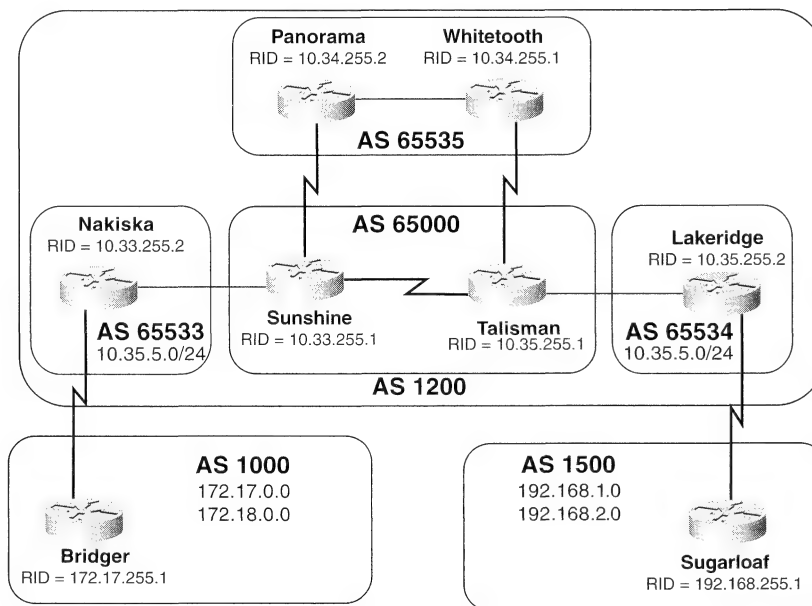 Panorama
RID = 10.34.255.2
Whitetooth
RID = 10.34.255.1
AS 65535
Nakiska
RID = 10.33.255.2
AS 65533
10.35.5.0/24
AS 65000
Sunshine
RID = 10.33.255.1
Talisman
RID = 10.35.255.1
Lakeridge
RID = 10.35.255.2
AS 65534
10.35.5.0/24
AS 1200
AS 1000
172.17.0.0
172.18.0.0
Bridger
RID = 172.17.255.1
AS 1500
192.168.1.0
192.168.2.0
Sugarloaf
RID = 192.168.255.1